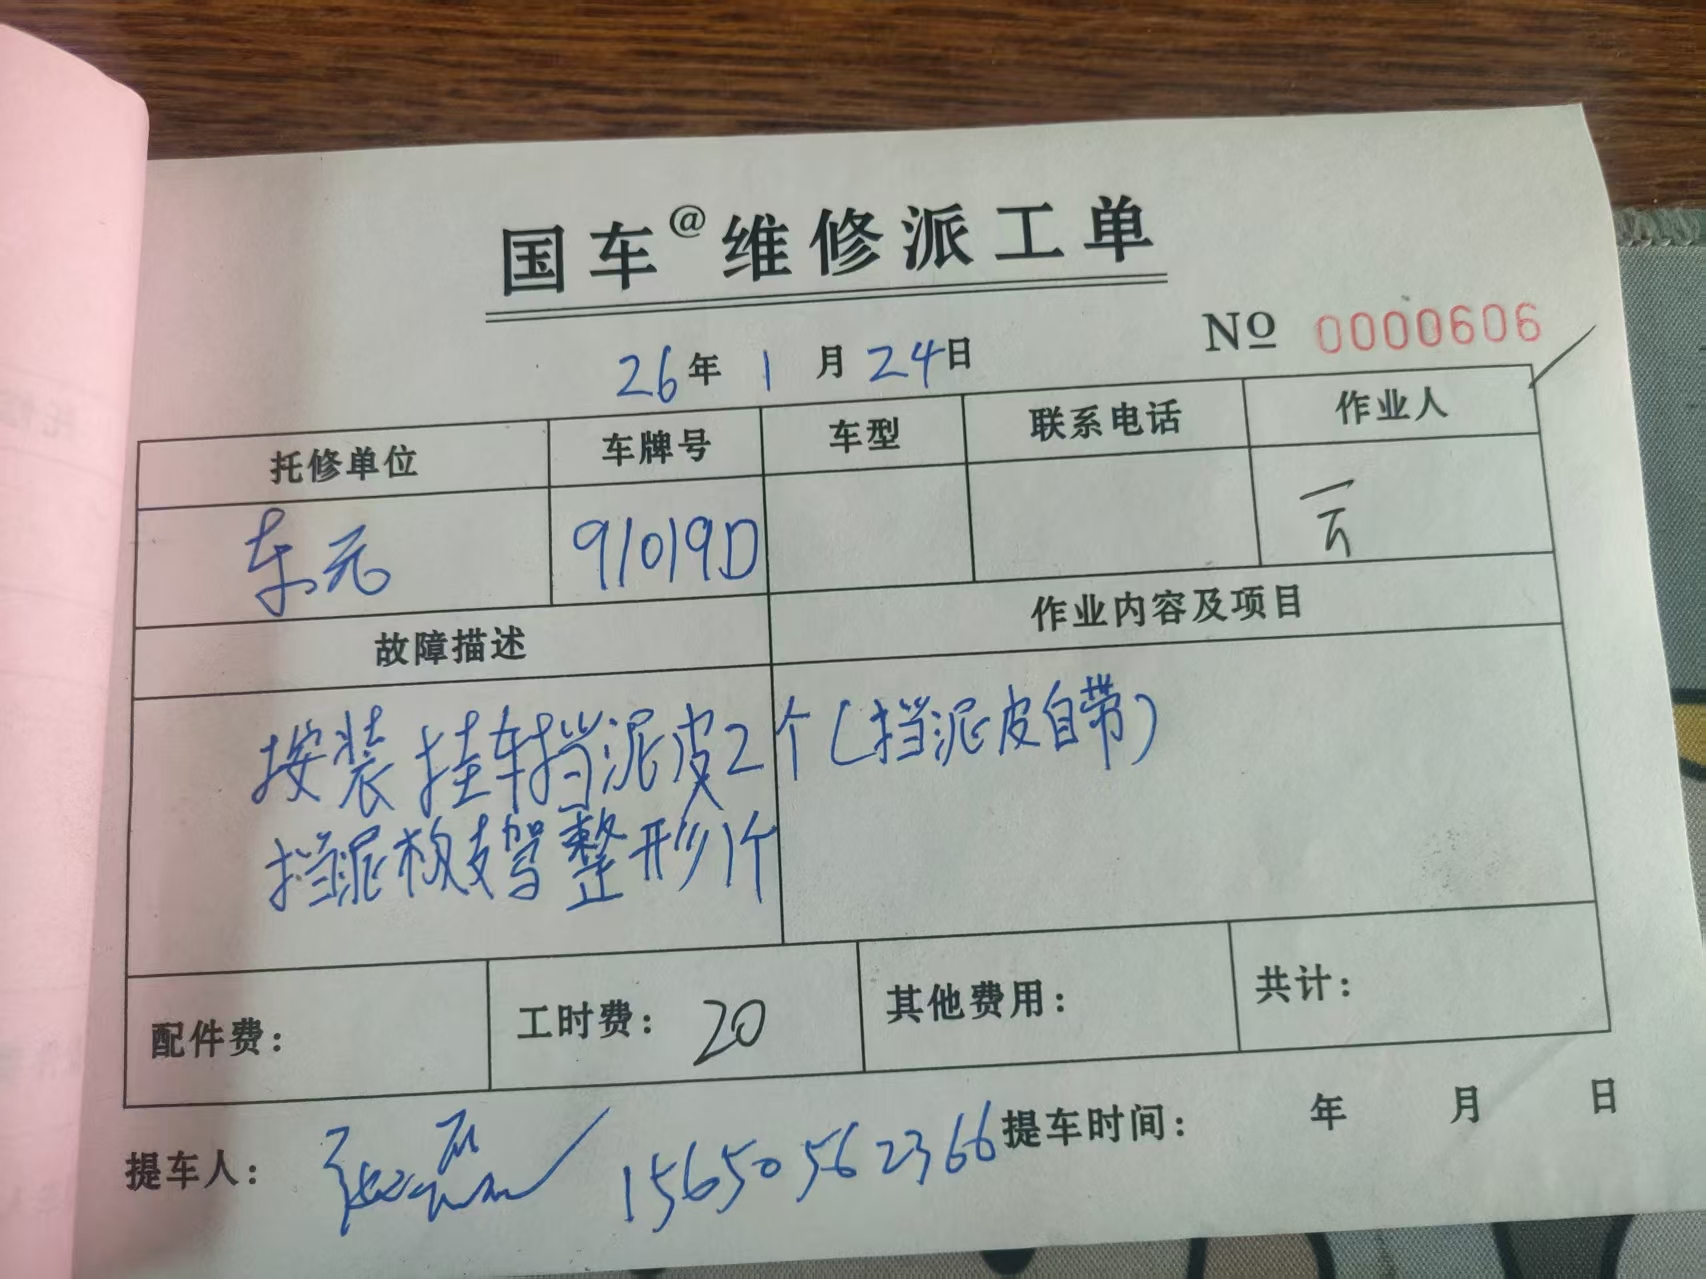 国车@维修派工单
26年1月24日
No 0000606
托修单位 车牌号 车型 联系电话 作业人
东元 91019D
故障描述 作业内容及项目
按装挂车挡泥皮2个(挡泥皮自带)
挡泥板支驾整形1个
配件费: 工时费: 20 其他费用: 共计:
提车人: 15650562366 提车时间: 年 月 日